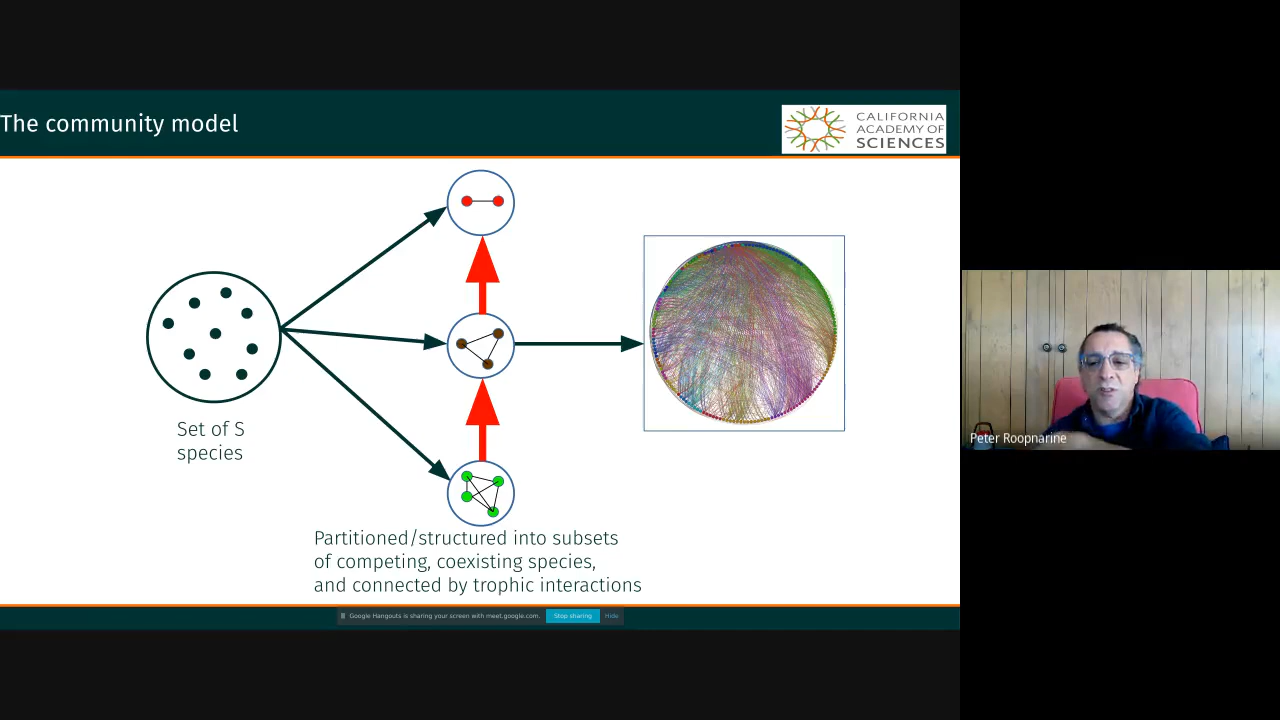 The community model
CALIFORNIA
ACADEMY OF
SCIENCES
Set of S
species
Partitioned/structured into subsets
of competing, coexisting species,
and connected by trophic interactions
Peter Roopnarine
Google Hangouts is sharing your screen with meet.google.com.
Stop sharing
Hide